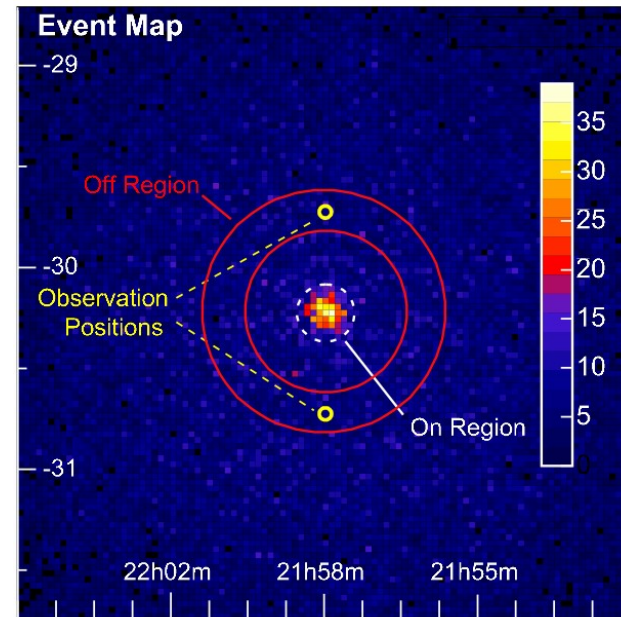 Event Map
-29
35
Off Region
30
-30
25
20
Observation
Positions
15
10
5
On Region
0
-31
22h02m
21h58m
21h55m